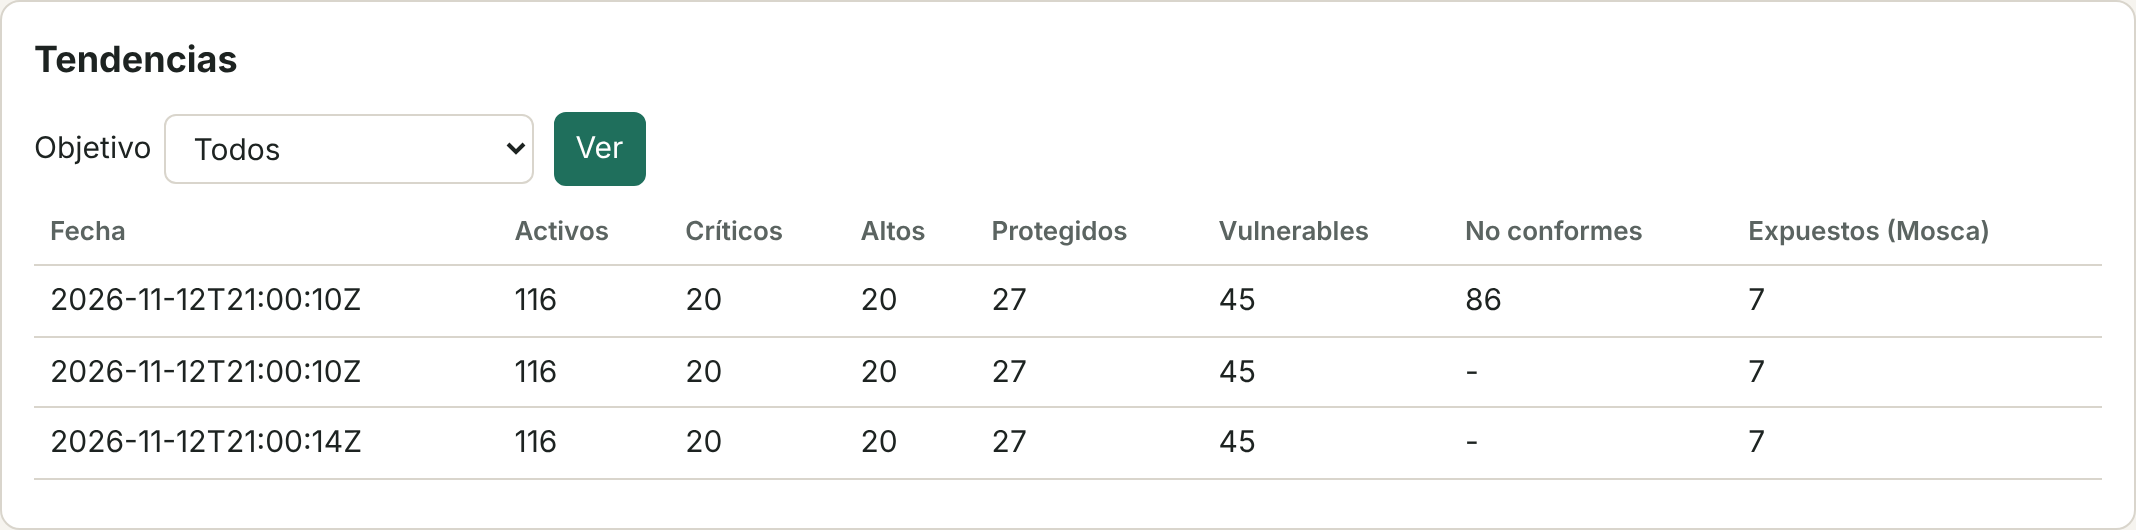 Tendencias
Objetivo Todos Ver
Fecha Activos Críticos Altos Protegidos Vulnerables No conformes Expuestos (Mosca)
2026-11-12T21:00:10Z 116 20 20 27 45 86 7
2026-11-12T21:00:10Z 116 20 20 27 45 - 7
2026-11-12T21:00:14Z 116 20 20 27 45 - 7